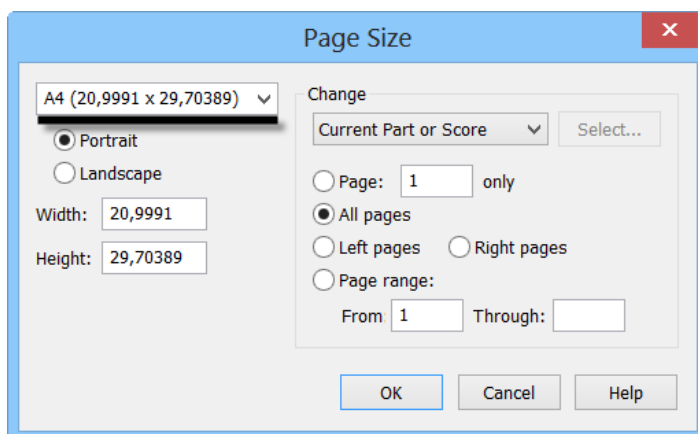 Page Size
A4 (20,9991 x 29,70389)
Portrait
Landscape
Width: 20,9991
Height: 29,70389
Change
Current Part or Score
Select...
Page: 1 only
All pages
Left pages Right pages
Page range:
From: 1 Through:
OK Cancel Help